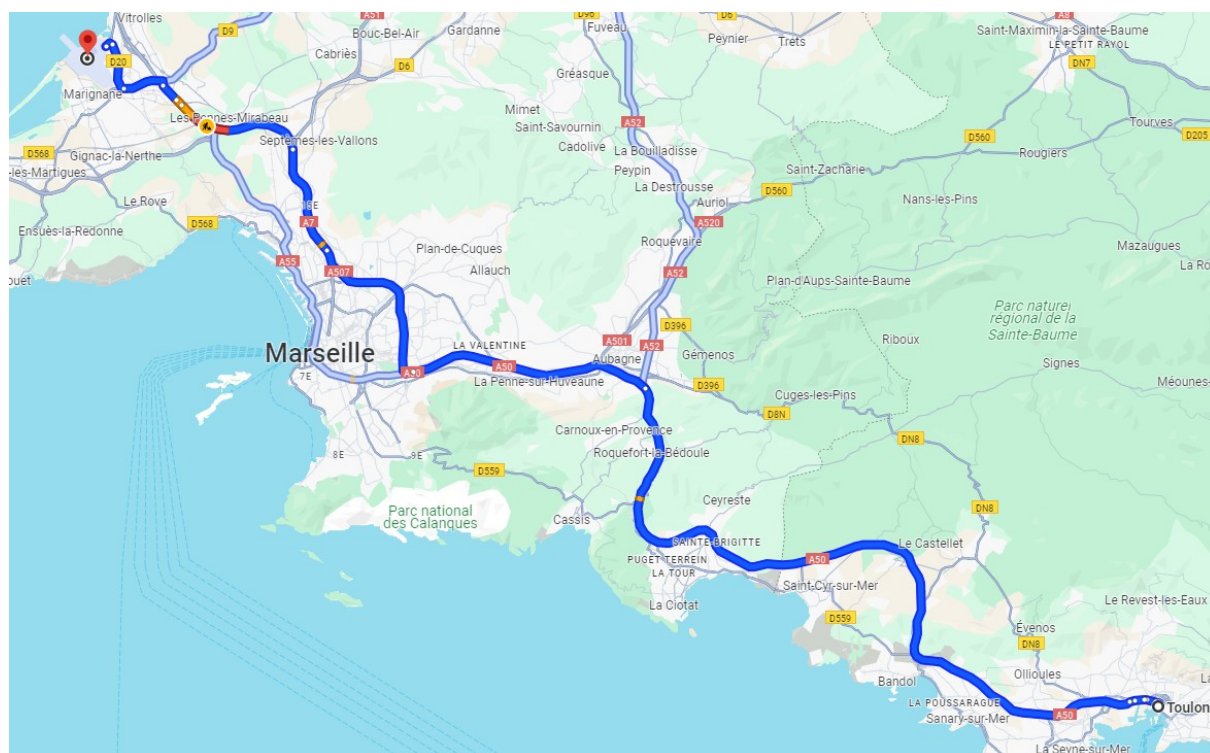 Vitrolles
D9
A51
Bouc-Bel-Air
Gardanne
D96
Fuveau
D6
Peynier
Trets
A8
Saint-Maximin-la-Sainte-Baume
LE PETIT RAYOL
DN7
D20
Cabriès
D6
Gréasque
Marignane
Mimet
Saint-Savournin
Cadolive
A52
La Bouilladisse
Peypin
Les Pennes-Mirabeau
Septèmes-les-Vallons
D568
Gignac-la-Nerthe
-les-Martigues
Tourves
D560
D205
Rougiers
Saint-Zacharie
La Destrousse
Auriol
D560
Nans-les-Pins
Le Rove
D568
Ensuès-la-Redonne
15E
A7
A520
Roquevaire
Plan-de-Cuques
Allauch
Mazaugues
La Ro
ouet
A55
A507
A52
Plan-d'Aups-Sainte-Baume
Parc naturel
régional de la
Sainte-Baume
D396
A501
A52
LA VALENTINE
Aubagne
Gémenos
Riboux
Marseille
7E
A50
A50
La Penne-sur-Huveaune
Signes
Méounes-
D396
Cuges-les-Pins
D8N
Carnoux-en-Provence
DN8
8E
9E
Roquefort-la-Bédoule
D559
Parc national
des Calanques
Cassis
Ceyreste
DN8
SAINTE-BRIGITTE
PUGET-TERREIN
LA TOUR
A50
Le Castellet
Saint-Cyr-sur-Mer
La Ciotat
Le Revest-les-Eaux
D559
Évenos
DN8
Bandol
Ollioules
LA POUSSARAGUE
Sanary-sur-Mer
A50
Toulon
La
La Seyne-sur-Mer